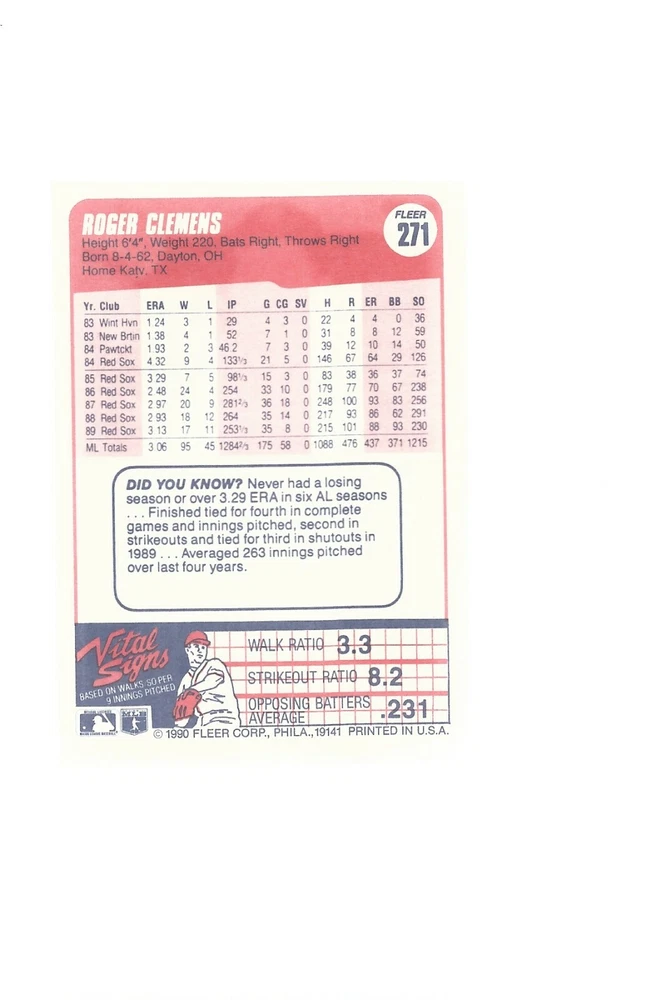 ROGER CLEMENS
FLEER
271
Height 6'4", Weight 220, Bats Right, Throws Right
Born 8-4-62, Dayton, OH
Home Katy, TX
Yr. Club ERA W L IP G CG SV H R ER BB SO
83 Wint Hvn 1 24 3 1 29 4 3 0 22 4 4 0 36
83 New Brtin 1 38 4 1 52 7 1 0 31 8 8 12 59
84 Pawtckt 1 93 2 3 46 2 7 3 0 39 12 10 14 50
84 Red Sox 4 32 9 4 133⅓ 21 5 0 146 67 64 29 126
85 Red Sox 3 29 7 5 98⅓ 15 3 0 83 38 36 37 74
86 Red Sox 2 48 24 4 254 33 10 0 179 77 70 67 238
87 Red Sox 2 97 20 9 281⅔ 36 18 0 248 100 93 83 256
88 Red Sox 2 93 18 12 264 35 14 0 217 93 86 62 291
89 Red Sox 3 13 17 11 253⅓ 35 8 0 215 101 88 93 230
ML Totals 3 06 95 45 1284⅔ 175 58 0 1088 476 437 371 1215
DID YOU KNOW? Never had a losing
season or over 3.29 ERA in six AL seasons
. . . Finished tied for fourth in complete
games and innings pitched, second in
strikeouts and tied for third in shutouts in
1989 . . . Averaged 263 innings pitched
over last four years.
Vital
Signs
BASED ON WALKS-SO PER
9 INNINGS PITCHED
WALK RATIO 3.3
STRIKEOUT RATIO 8.2
OPPOSING BATTERS
AVERAGE .231
© 1990 FLEER CORP., PHILA., 19141 PRINTED IN U.S.A.